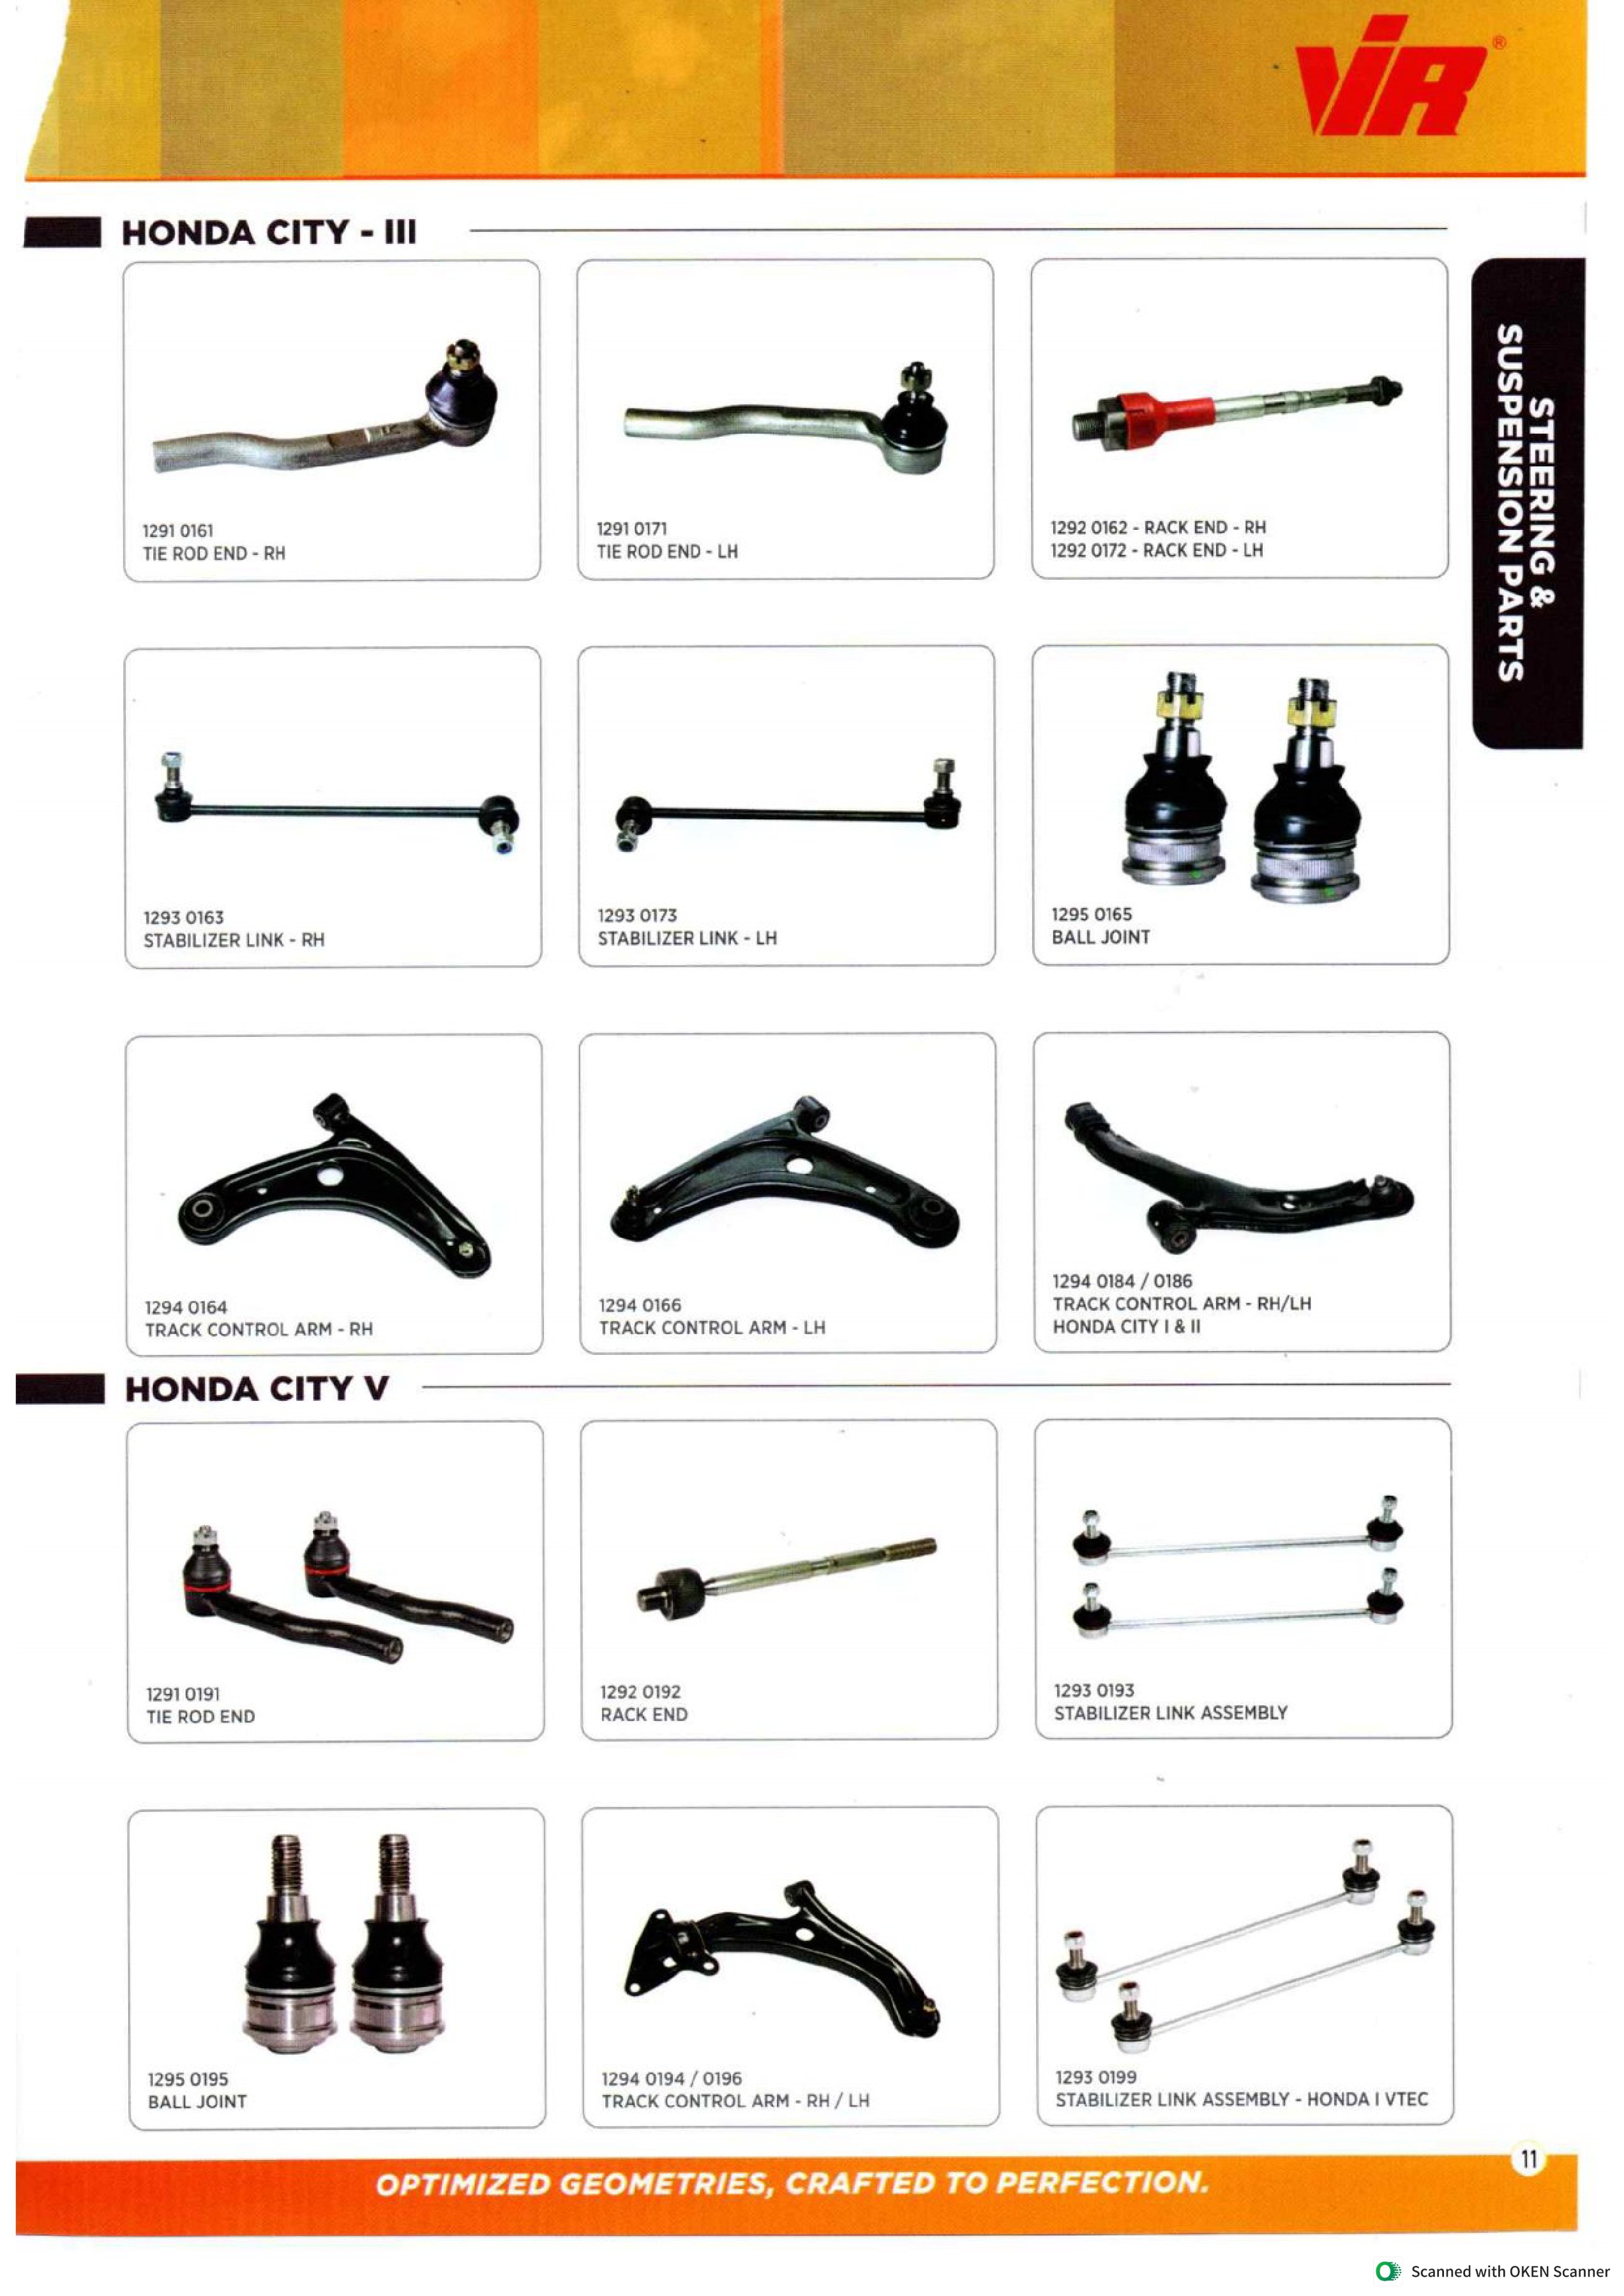 ViR®
HONDA CITY - III
1291 0161
TIE ROD END - RH
1291 0171
TIE ROD END - LH
1292 0162 - RACK END - RH
1292 0172 - RACK END - LH
STEERING &
SUSPENSION PARTS
1293 0163
STABILIZER LINK - RH
1293 0173
STABILIZER LINK - LH
1295 0165
BALL JOINT
1294 0164
TRACK CONTROL ARM - RH
1294 0166
TRACK CONTROL ARM - LH
1294 0184 / 0186
TRACK CONTROL ARM - RH/LH
HONDA CITY I & II
HONDA CITY V
1291 0191
TIE ROD END
1292 0192
RACK END
1293 0193
STABILIZER LINK ASSEMBLY
1295 0195
BALL JOINT
1294 0194 / 0196
TRACK CONTROL ARM - RH / LH
1293 0199
STABILIZER LINK ASSEMBLY - HONDA I VTEC
11
OPTIMIZED GEOMETRIES, CRAFTED TO PERFECTION.
Scanned with OKEN Scanner